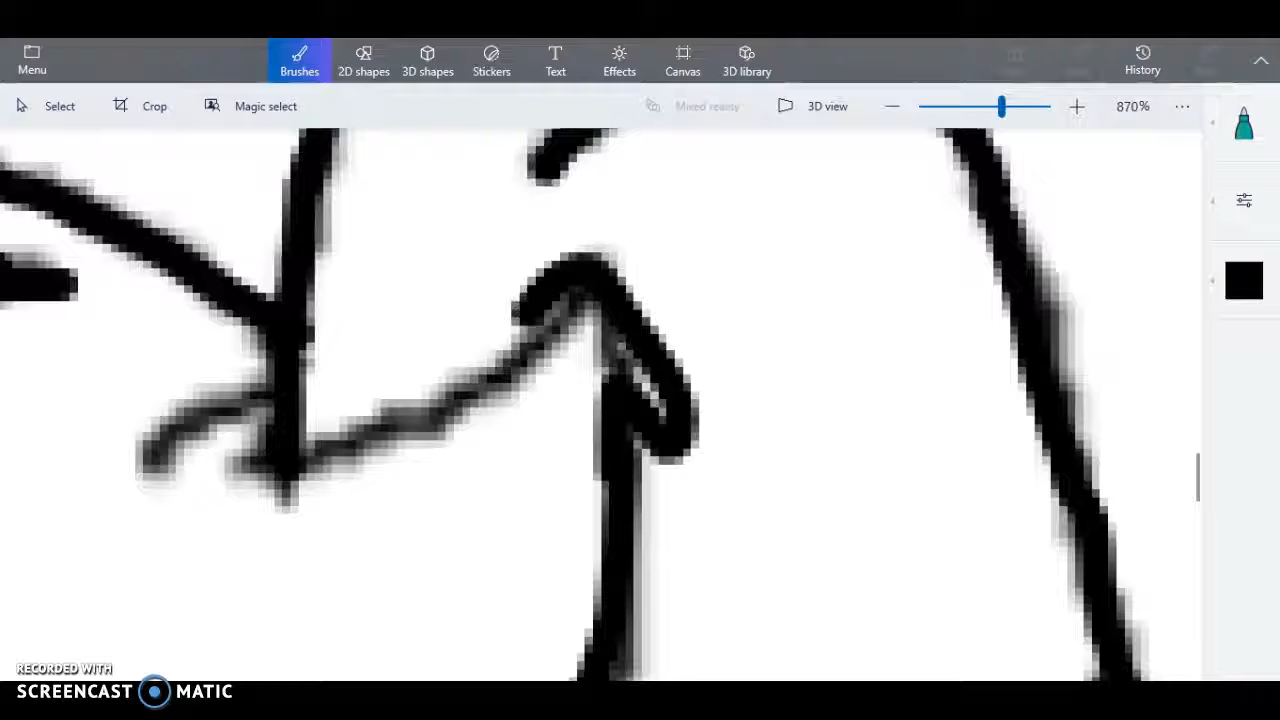 Menu
Brushes
2D shapes
3D shapes
Stickers
Text
Effects
Canvas
3D library
History
Select
Crop
Magic select
Mixed reality
3D view
870%
RECORDED WITH
SCREENCAST MATIC